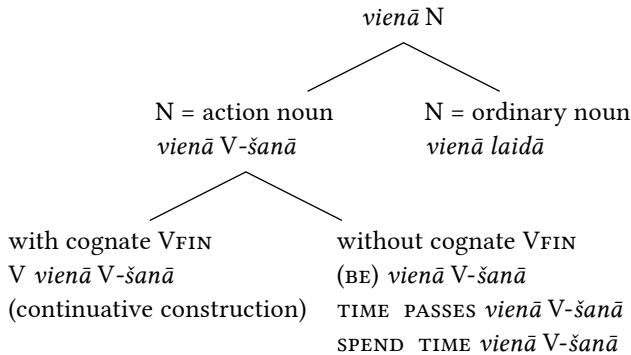 vienā N
N = action noun
vienā V-šanā
N = ordinary noun
vienā laidā
with cognate VFIN
V vienā V-šanā
(continuative construction)
without cognate VFIN
(BE) vienā V-šanā
TIME PASSES vienā V-šanā
SPEND TIME vienā V-šanā